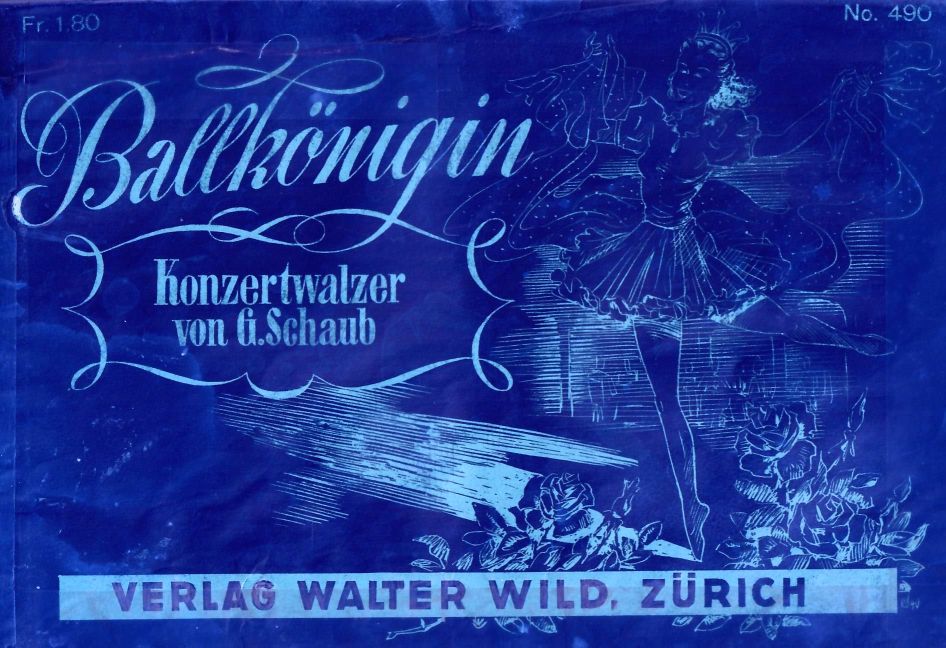 Fr. 1.80
No. 490
Ballkönigin
Konzertwalzer
von G. Schaub
VERLAG WALTER WILD, ZÜRICH